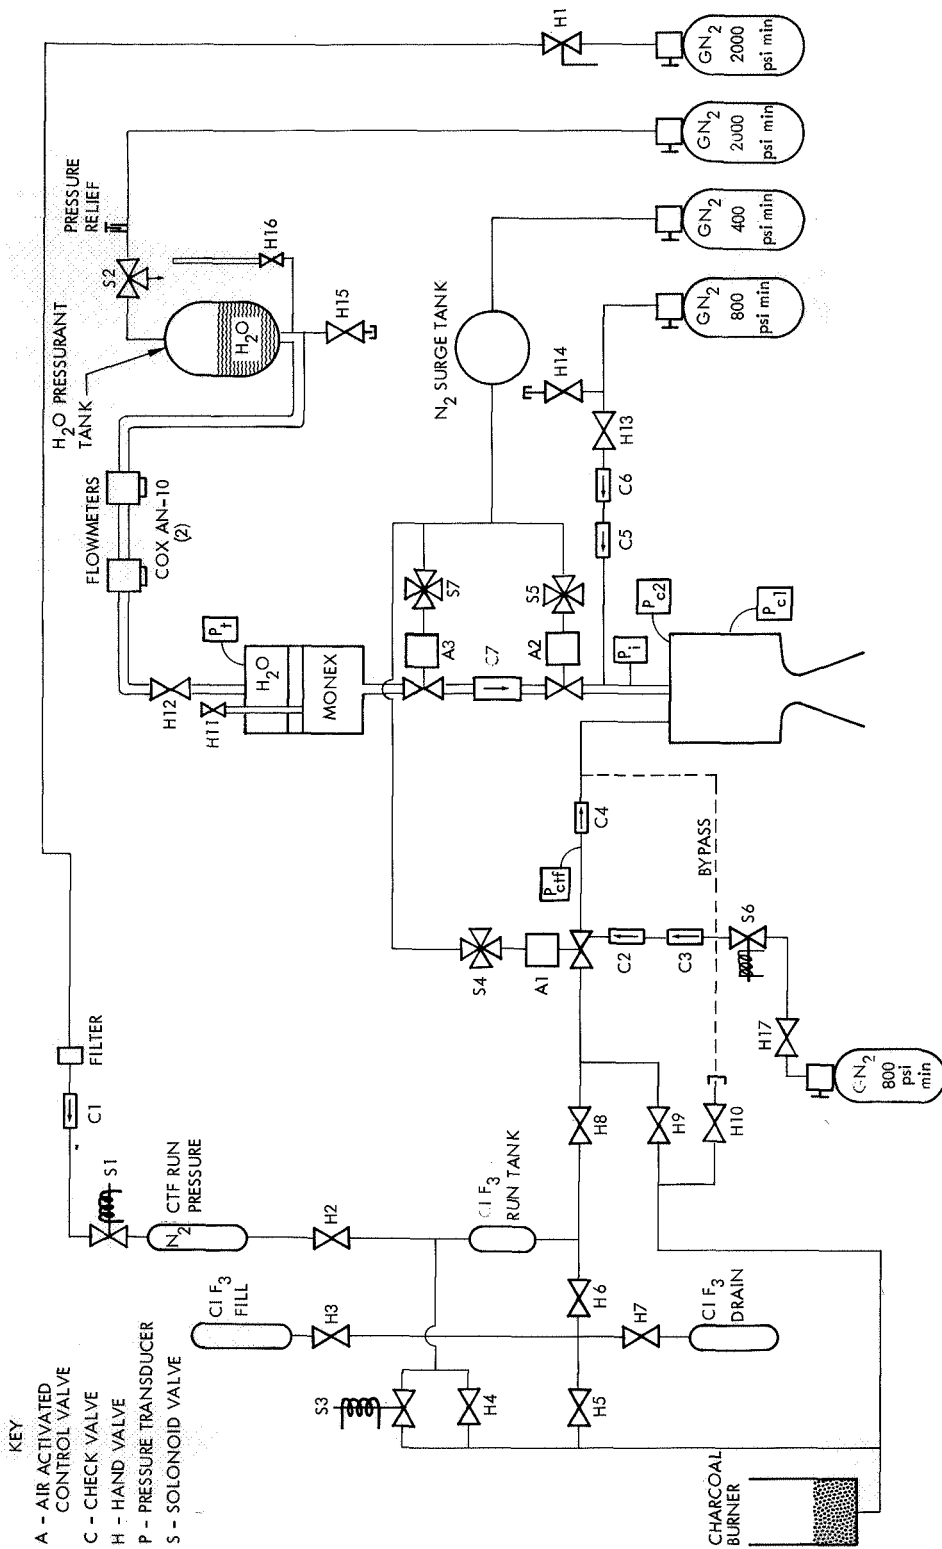 KEY
A - AIR ACTIVATED
CONTROL VALVE
C - CHECK VALVE
H - HAND VALVE
P - PRESSURE TRANSDUCER
S - SOLONOID VALVE
CHARCOAL
BURNER
S3
H4
H5
ClF3
FILL
H3
H6
H7
ClF3
DRAIN
S1
N2
CTF RUN
PRESSURE
H2
ClF3
RUN TANK
C1
FILTER
H8
H9
H10
H17
GN2
800
psi
min
S4
A1
C2
C3
S6
Pctf
C4
BYPASS
H12
H11
Pt
H2O
MONEX
FLOWMETERS
COX AN-10
(2)
A3
S7
C7
A2
S5
Pi
Pc2
Pc1
C5
C6
H13
H14
H2O PRESSURANT
TANK
H2O
S2
PRESSURE
RELIEF
H16
H15
N2 SURGE TANK
GN2
800
psi min
GN2
400
psi min
GN2
2000
psi min
H1
GN2
2000
psi min